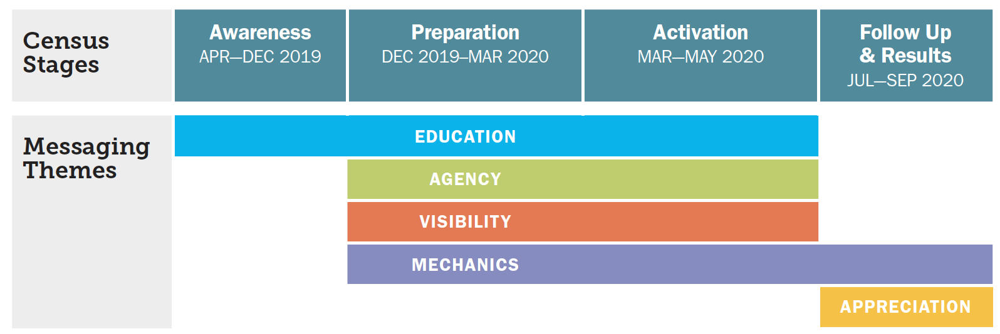 Census
Stages
Awareness
APR—DEC 2019
Preparation
DEC 2019–MAR 2020
Activation
MAR—MAY 2020
Follow Up
& Results
JUL—SEP 2020
Messaging
Themes
EDUCATION
AGENCY
VISIBILITY
MECHANICS
APPRECIATION